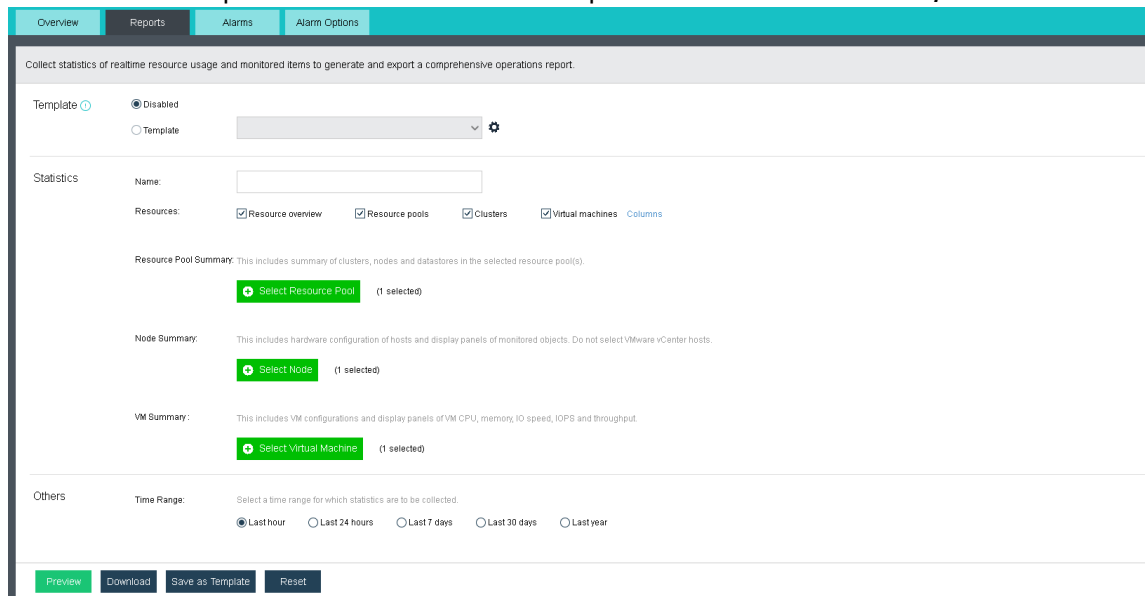 Overview Reports Alarms Alarm Options
Collect statistics of realtime resource usage and monitored items to generate and export a comprehensive operations report.
Template Disabled
Template
Statistics Name:
Resources: Resource overview Resource pools Clusters Virtual machines Columns
Resource Pool Summary: This includes summary of clusters, nodes and datastores in the selected resource pool(s).
Select Resource Pool (1 selected)
Node Summary: This includes hardware configuration of hosts and display panels of monitored objects. Do not select VMware vCenter hosts.
Select Node (1 selected)
VM Summary : This includes VM configurations and display panels of VM CPU, memory, IO speed, IOPS and throughput.
Select Virtual Machine (1 selected)
Others Time Range: Select a time range for which statistics are to be collected.
Last hour Last 24 hours Last 7 days Last 30 days Last year
Preview Download Save as Template Reset